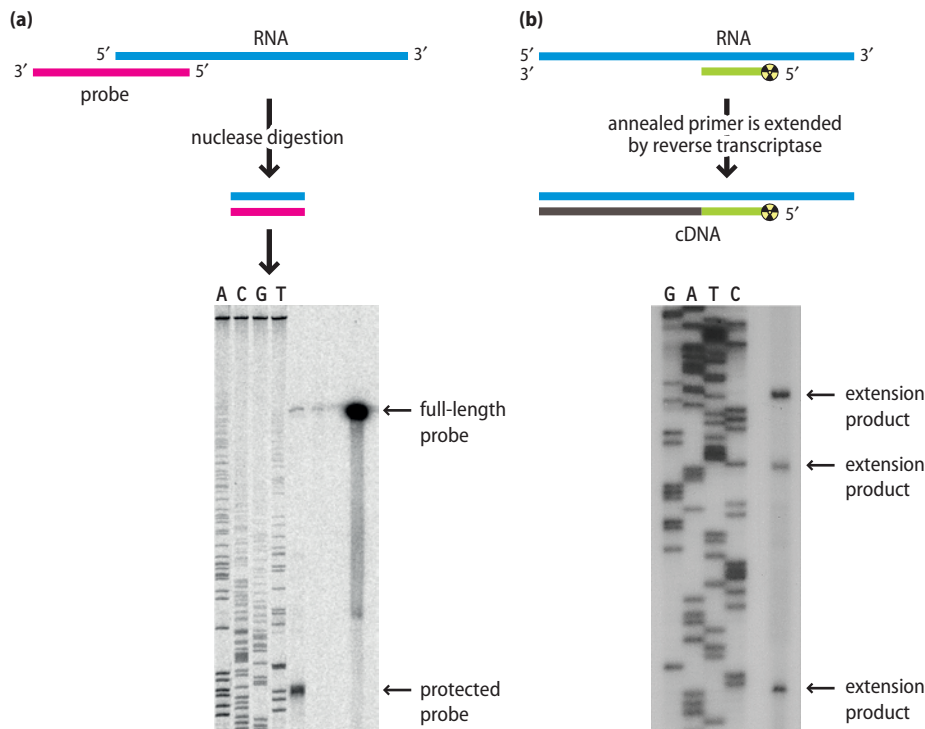 (a)
RNA
5′ 3′
3′ 5′
probe
nuclease digestion
A C G T
full-length
probe
protected
probe
(b)
RNA
5′ 3′
3′ 5′
annealed primer is extended
by reverse transcriptase
5′
cDNA
G A T C
extension
product
extension
product
extension
product